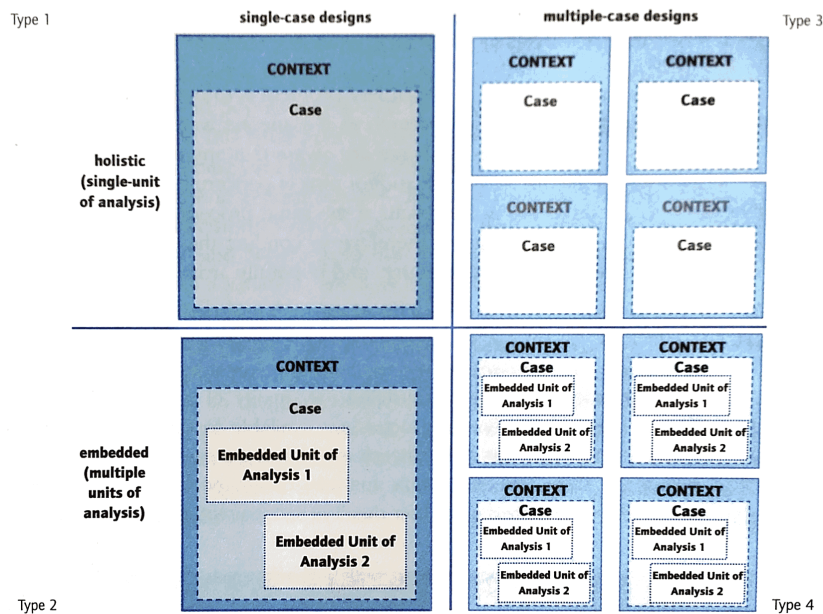 Type 1
single-case designs
multiple-case designs
Type 3
CONTEXT
Case
holistic
(single-unit
of analysis)
CONTEXT
Case
CONTEXT
Case
CONTEXT
Case
CONTEXT
Case
CONTEXT
Case
Embedded Unit of
Analysis 1
Embedded Unit of
Analysis 2
embedded
(multiple
units of
analysis)
CONTEXT
Case
Embedded Unit of
Analysis 1
Embedded Unit of
Analysis 2
CONTEXT
Case
Embedded Unit of
Analysis 1
Embedded Unit of
Analysis 2
CONTEXT
Case
Embedded Unit of
Analysis 1
Embedded Unit of
Analysis 2
CONTEXT
Case
Embedded Unit of
Analysis 1
Embedded Unit of
Analysis 2
Type 2
Type 4